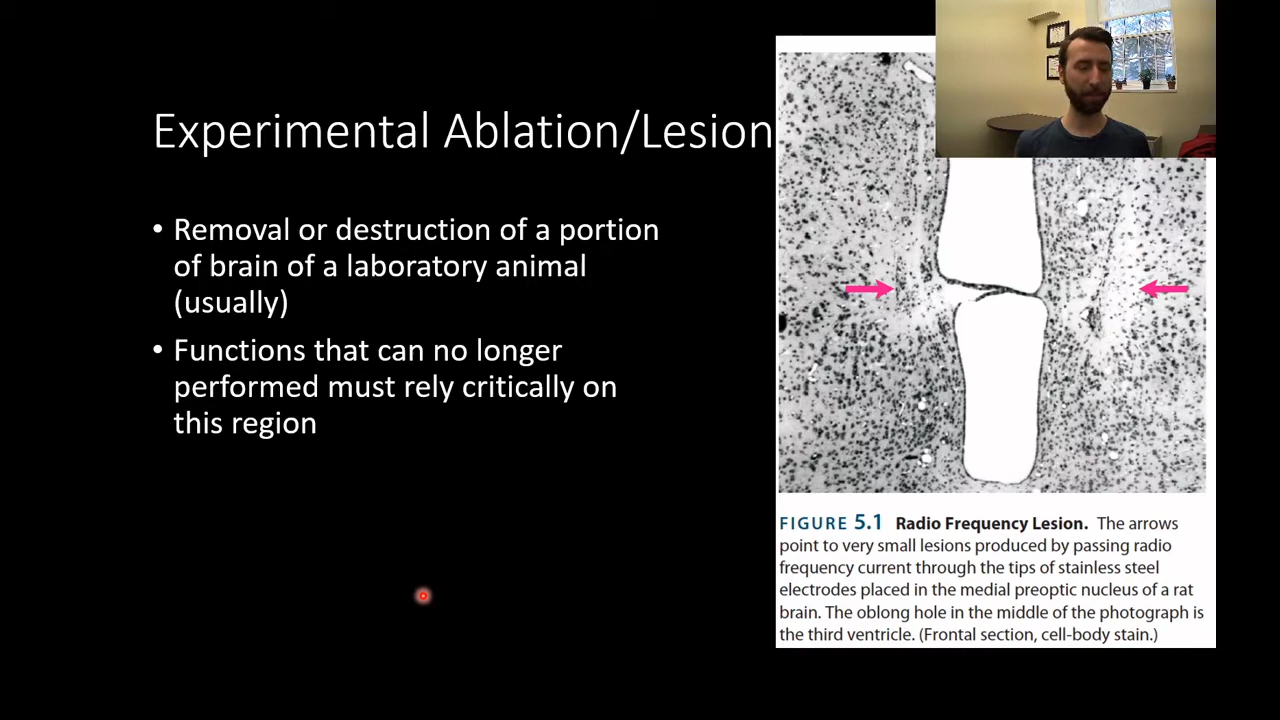 Experimental Ablation/Lesion
• Removal or destruction of a portion
of brain of a laboratory animal
(usually)
• Functions that can no longer
performed must rely critically on
this region
FIGURE 5.1 Radio Frequency Lesion. The arrows
point to very small lesions produced by passing radio
frequency current through the tips of stainless steel
electrodes placed in the medial preoptic nucleus of a rat
brain. The oblong hole in the middle of the photograph is
the third ventricle. (Frontal section, cell-body stain.)